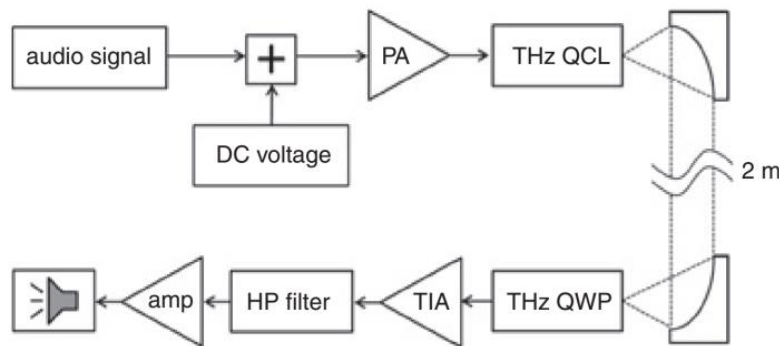 audio signal
+
PA
THz QCL
DC voltage
2 m
amp
HP filter
TIA
THz QWP